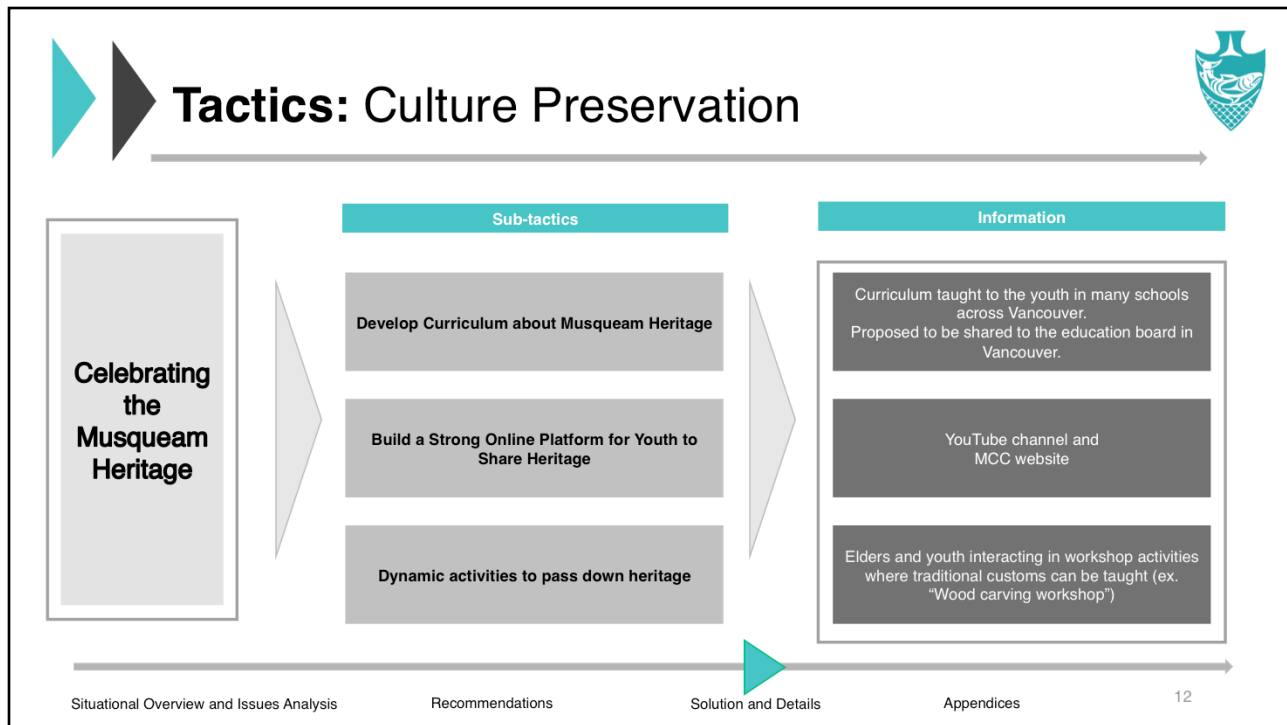 Tactics: Culture Preservation
Sub-tactics
Information
Celebrating
the
Musqueam
Heritage
Develop Curriculum about Musqueam Heritage
Curriculum taught to the youth in many schools
across Vancouver.
Proposed to be shared to the education board in
Vancouver.
Build a Strong Online Platform for Youth to
Share Heritage
YouTube channel and
MCC website
Dynamic activities to pass down heritage
Elders and youth interacting in workshop activities
where traditional customs can be taught (ex.
“Wood carving workshop”)
Situational Overview and Issues Analysis
Recommendations
Solution and Details
Appendices
12